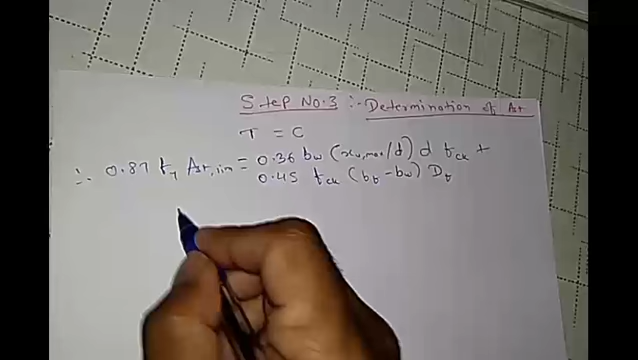 Step No.3 :- Determination of Ast
T = C
∴ 0.87 fy Ast,lim = 0.36 bw (xu,max/d) d fck +
0.45 fck (bf - bw) Df